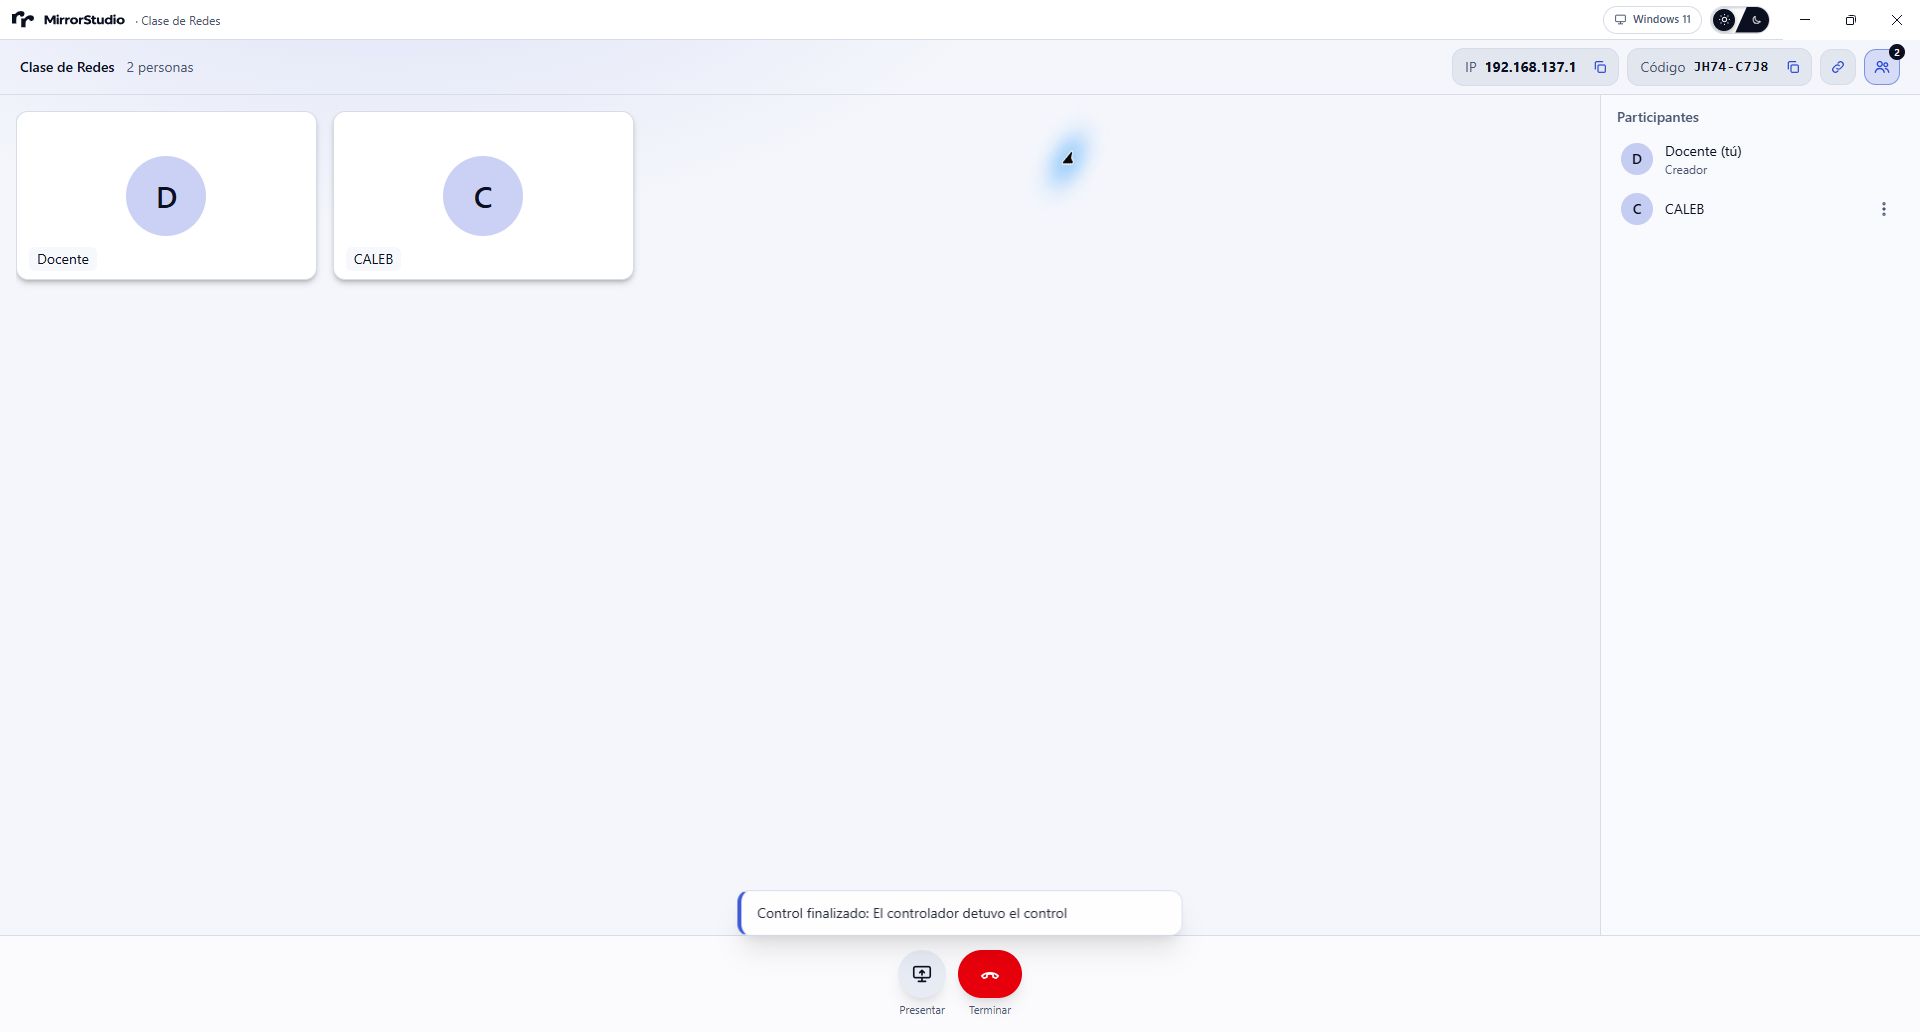 MirrorStudio · Clase de Redes
Windows 11
Clase de Redes 2 personas
IP 192.168.137.1
Código JH74-C7J8
2
D
Docente
C
CALEB
Participantes
D
Docente (tú)
Creador
C
CALEB
Control finalizado: El controlador detuvo el control
Presentar
Terminar